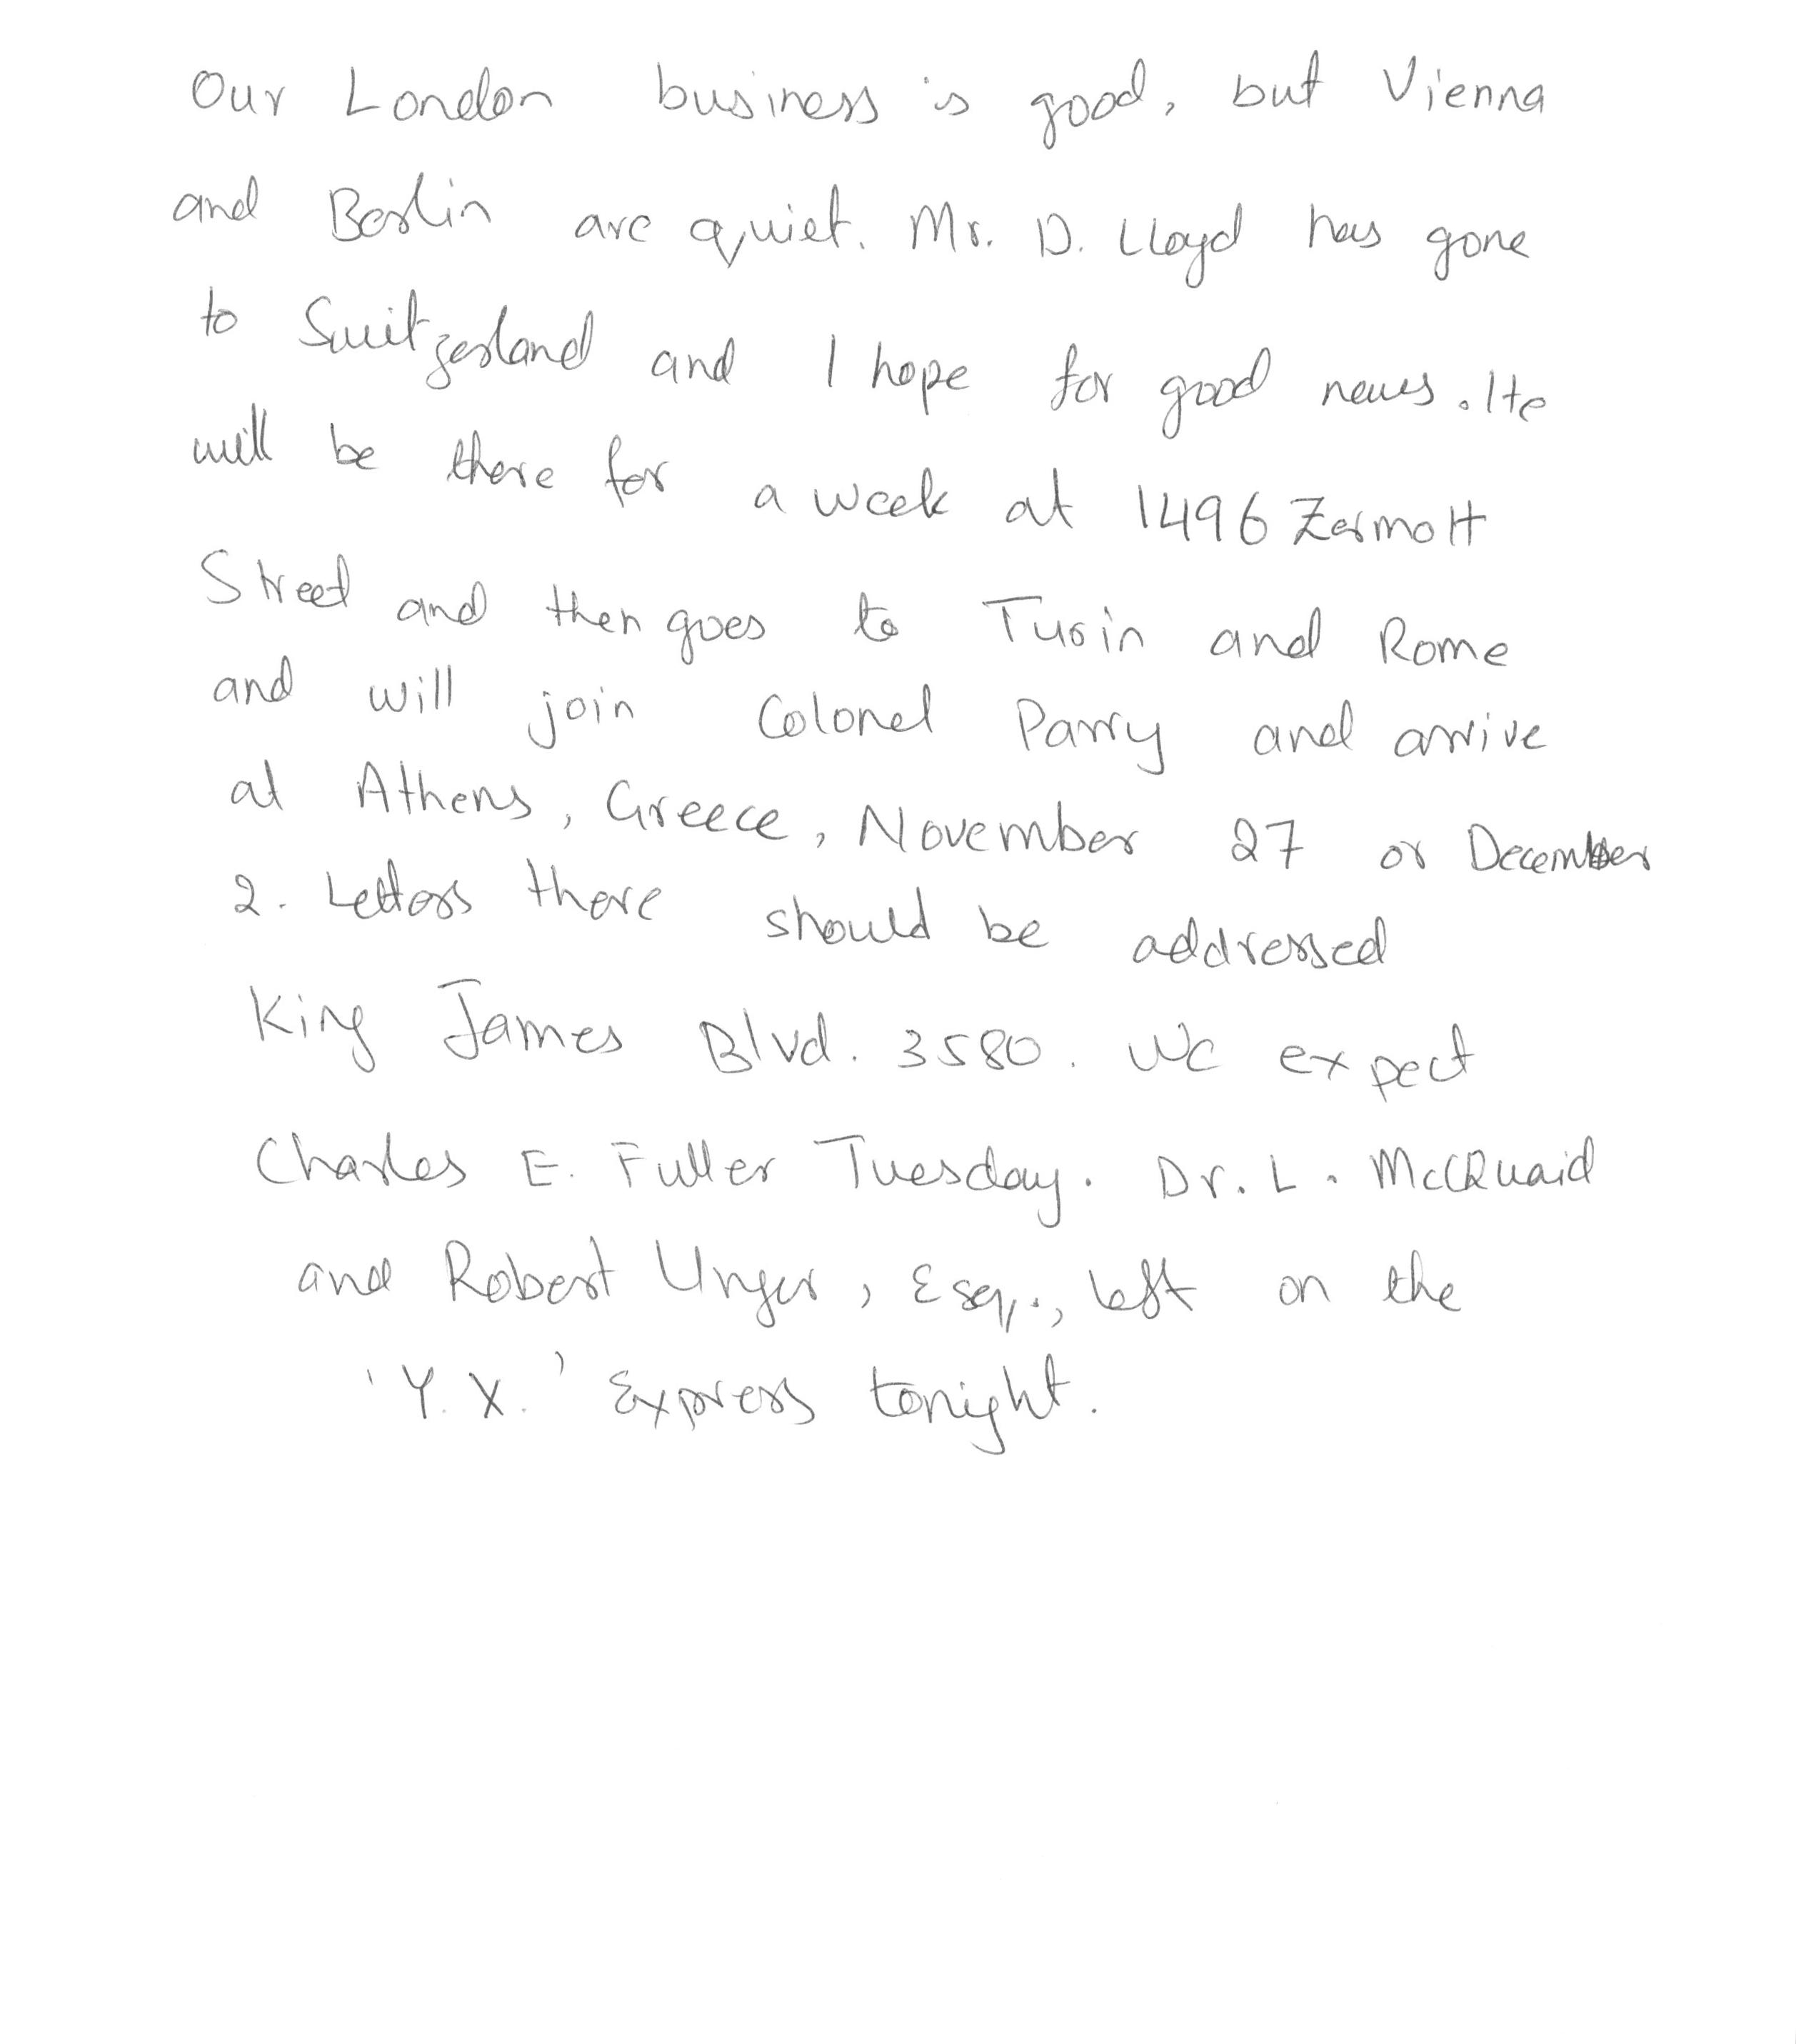 Our London business is good, but Vienna
and Berlin are quiet. Mr. D. Lloyd has gone
to Switzerland and I hope for good news. He
will be there for a week at 1496 Zermott
Street and then goes to Turin and Rome
and will join Colonel Parry and arrive
at Athens, Greece, November 27 or December
2. Letters there should be addressed
King James Blvd. 3580. We expect
Charles E. Fuller Tuesday. Dr. L. McQuaid
and Robert Unger, Esq., left on the
'Y.X.' Express tonight.